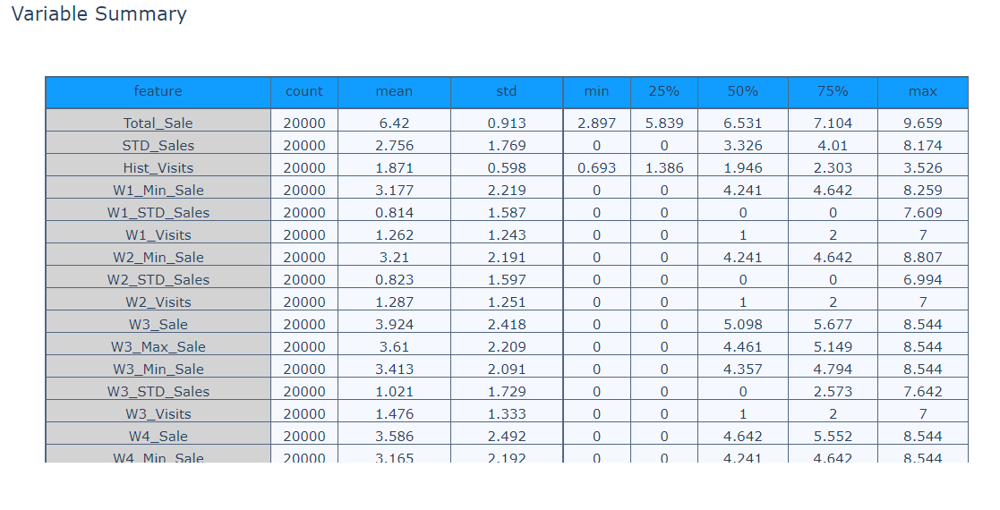 Variable Summary
feature count mean std min 25% 50% 75% max
Total_Sale 20000 6.42 0.913 2.897 5.839 6.531 7.104 9.659
STD_Sales 20000 2.756 1.769 0 0 3.326 4.01 8.174
Hist_Visits 20000 1.871 0.598 0.693 1.386 1.946 2.303 3.526
W1_Min_Sale 20000 3.177 2.219 0 0 4.241 4.642 8.259
W1_STD_Sales 20000 0.814 1.587 0 0 0 0 7.609
W1_Visits 20000 1.262 1.243 0 0 1 2 7
W2_Min_Sale 20000 3.21 2.191 0 0 4.241 4.642 8.807
W2_STD_Sales 20000 0.823 1.597 0 0 0 0 6.994
W2_Visits 20000 1.287 1.251 0 0 1 2 7
W3_Sale 20000 3.924 2.418 0 0 5.098 5.677 8.544
W3_Max_Sale 20000 3.61 2.209 0 0 4.461 5.149 8.544
W3_Min_Sale 20000 3.413 2.091 0 0 4.357 4.794 8.544
W3_STD_Sales 20000 1.021 1.729 0 0 0 2.573 7.642
W3_Visits 20000 1.476 1.333 0 0 1 2 7
W4_Sale 20000 3.586 2.492 0 0 4.642 5.552 8.544
W4_Min_Sale 20000 3.165 2.192 0 0 4.241 4.642 8.544